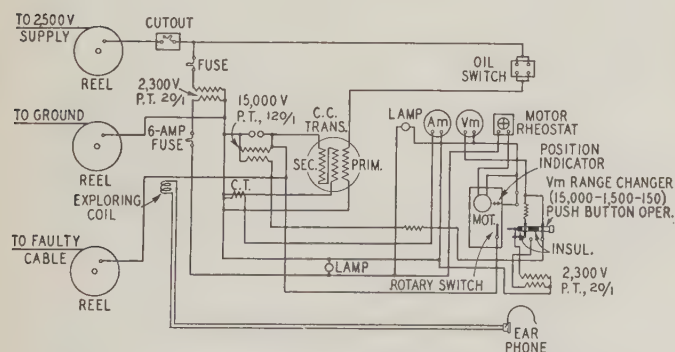 TO 2,500V
SUPPLY
CUTOUT
REEL
FUSE
2,300 V
P.T. 20/1
15,000 V
P.T., 120/1
C.C.
TRANS.
OIL
SWITCH
TO GROUND
6-AMP
FUSE
REEL
LAMP
Am
Vm
MOTOR
RHEOSTAT
SEC.
PRIM.
POSITION
INDICATOR
C.T.
EXPLORING
COIL
MOT.
Vm RANGE CHANGER
(15,000-1,500-150)
PUSH BUTTON OPER.
TO FAULTY
CABLE
REEL
LAMP
INSUL.
ROTARY SWITCH
2,300 V
P.T., 20/1
EAR
PHONE